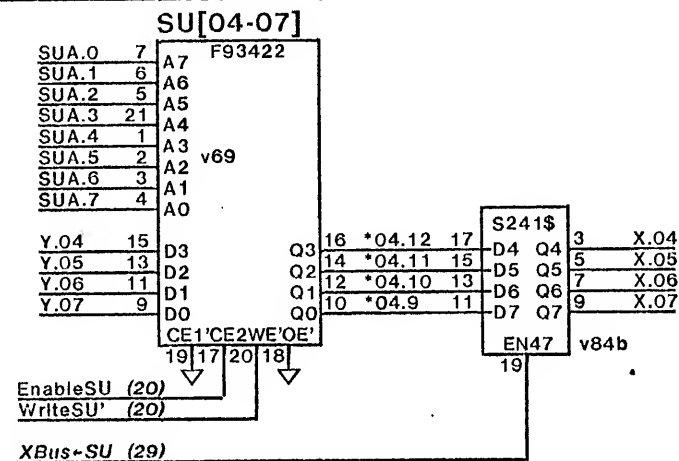 SU[04-07]
F93422
SUA.0 7 A7
SUA.1 6 A6
SUA.2 5 A5
SUA.3 21 A4
SUA.4 1 A3
SUA.5 2 A2 v69
SUA.6 3 A1
SUA.7 4 A0
S241$
Y.04 15 D3 Q3 16 *04.12 17 D4 Q4 3 X.04
Y.05 13 D2 Q2 14 *04.11 15 D5 Q5 5 X.05
Y.06 11 D1 Q1 12 *04.10 13 D6 Q6 7 X.06
Y.07 9 D0 Q0 10 *04.9 11 D7 Q7 9 X.07
CE1'CE2WE'OE' EN47 v84b
19 17 20 18 19
EnableSU (20)
WriteSU' (20)
XBus←SU (29)